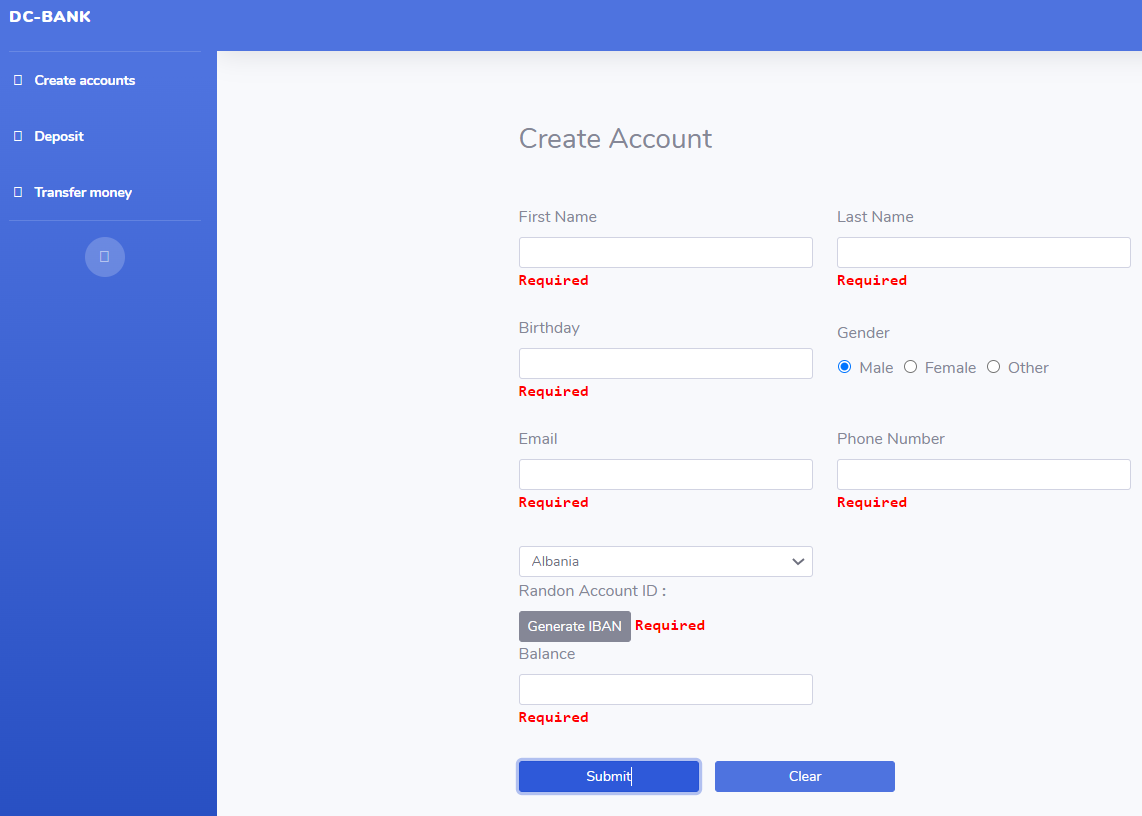 DC-BANK
Create accounts
Deposit
Transfer money
Create Account
First Name
Last Name
Required
Required
Birthday
Gender
Male Female Other
Required
Email
Phone Number
Required
Required
Albania
Randon Account ID :
Generate IBAN Required
Balance
Required
Submit Clear